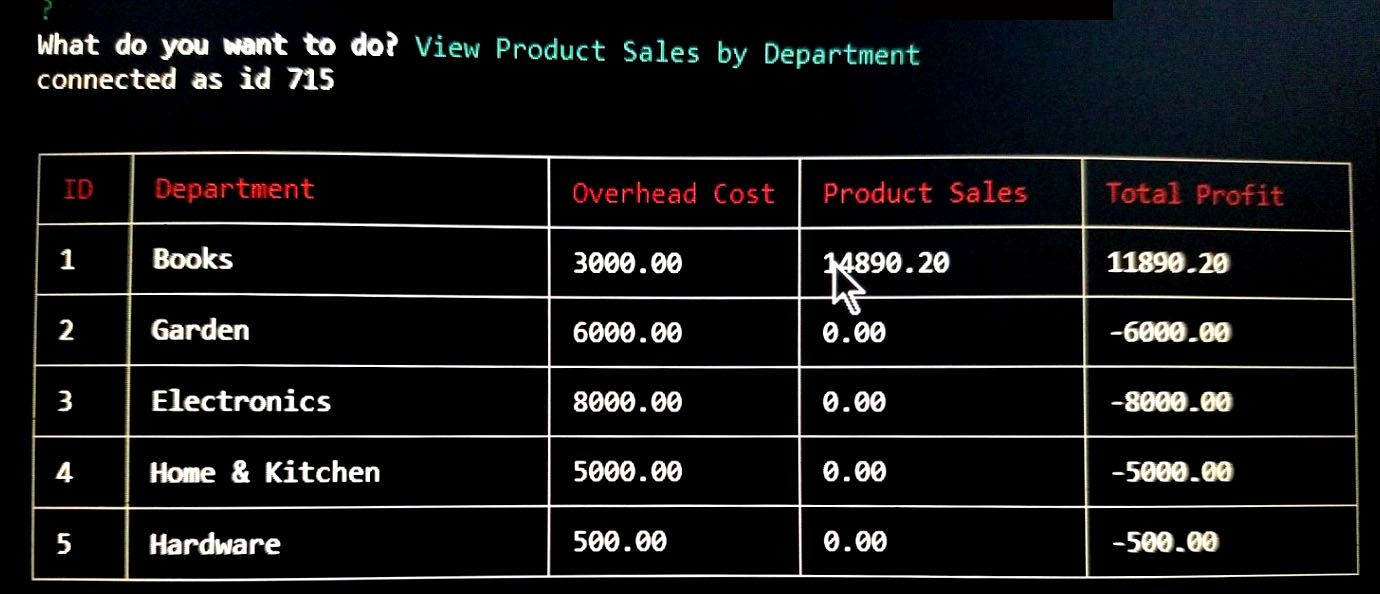 ?
What do you want to do? View Product Sales by Department
connected as id 715
ID Department Overhead Cost Product Sales Total Profit
1 Books 3000.00 14890.20 11890.20
2 Garden 6000.00 0.00 -6000.00
3 Electronics 8000.00 0.00 -8000.00
4 Home & Kitchen 5000.00 0.00 -5000.00
5 Hardware 500.00 0.00 -500.00